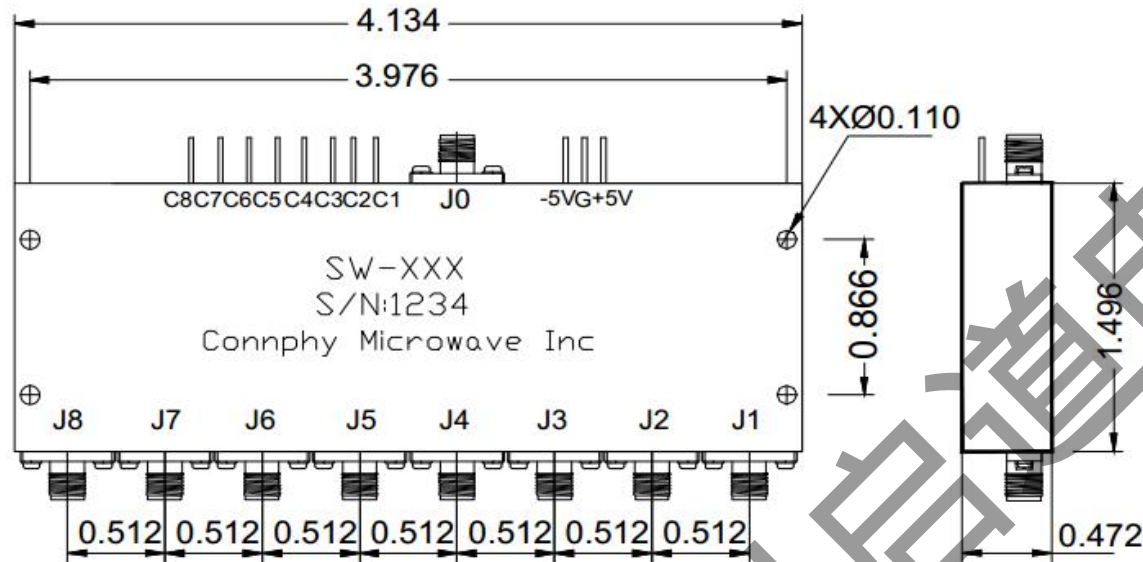 4.134
3.976
4XØ0.110
C8C7C6C5C4C3C2C1 J0 -5VG+5V
SW-XXX
S/N:1234
Connphy Microwave Inc
0.866
1.496
J8 J7 J6 J5 J4 J3 J2 J1
0.512 0.512 0.512 0.512 0.512 0.512 0.512
0.472
信道